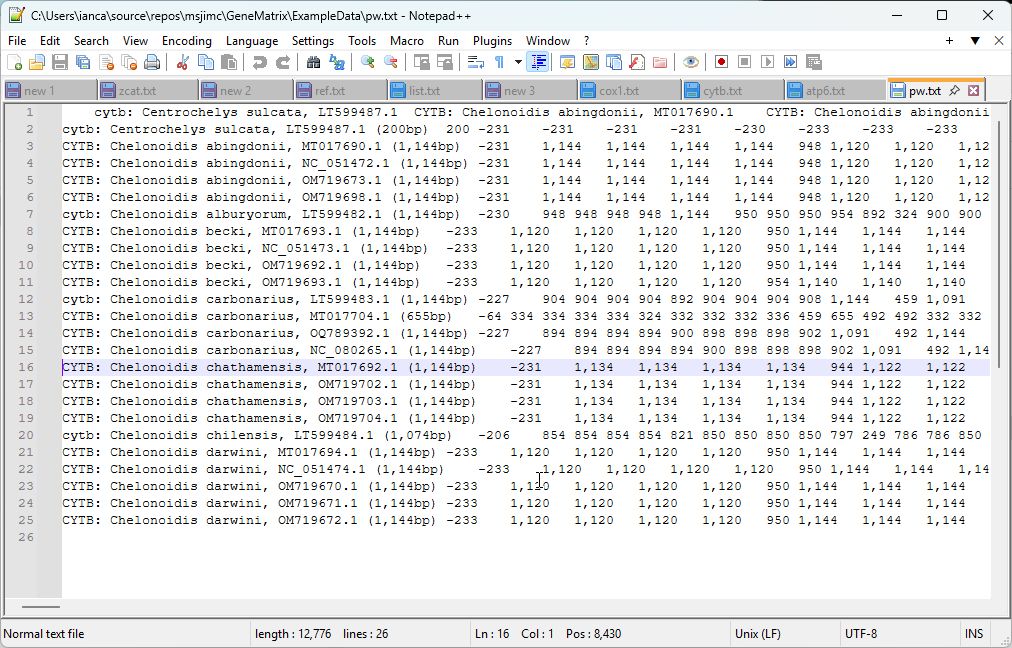 C:\Users\ianca\source\repos\msjimc\GeneMatrix\ExampleData\pw.txt - Notepad++
File Edit Search View Encoding Language Settings Tools Macro Run Plugins Window ?
new 1 zcat.txt new 2 ref.txt list.txt new 3 cox1.txt cytb.txt atp6.txt pw.txt
1 cytb: Centrochelys sulcata, LT599487.1 CYTB: Chelonoidis abingdonii, MT017690.1 CYTB: Chelonoidis abingdonii
2 cytb: Centrochelys sulcata, LT599487.1 (200bp) 200 -231 -231 -231 -231 -230 -233 -233 -233
3 CYTB: Chelonoidis abingdonii, MT017690.1 (1,144bp) -231 1,144 1,144 1,144 1,144 948 1,120 1,120 1,12
4 CYTB: Chelonoidis abingdonii, NC_051472.1 (1,144bp) -231 1,144 1,144 1,144 1,144 948 1,120 1,120 1,12
5 CYTB: Chelonoidis abingdonii, OM719673.1 (1,144bp) -231 1,144 1,144 1,144 1,144 948 1,120 1,120 1,12
6 CYTB: Chelonoidis abingdonii, OM719698.1 (1,144bp) -231 1,144 1,144 1,144 1,144 948 1,120 1,120 1,12
7 cytb: Chelonoidis alburyorum, LT599482.1 (1,144bp) -230 948 948 948 948 1,144 950 950 950 954 892 324 900 900
8 CYTB: Chelonoidis becki, MT017693.1 (1,144bp) -233 1,120 1,120 1,120 1,120 950 1,144 1,144 1,144
9 CYTB: Chelonoidis becki, NC_051473.1 (1,144bp) -233 1,120 1,120 1,120 1,120 950 1,144 1,144 1,144
10 CYTB: Chelonoidis becki, OM719692.1 (1,144bp) -233 1,120 1,120 1,120 1,120 950 1,144 1,144 1,144
11 CYTB: Chelonoidis becki, OM719693.1 (1,144bp) -233 1,120 1,120 1,120 1,120 954 1,140 1,140 1,140
12 cytb: Chelonoidis carbonarius, LT599483.1 (1,144bp) -227 904 904 904 904 892 904 904 904 908 1,144 459 1,091
13 CYTB: Chelonoidis carbonarius, MT017704.1 (655bp) -64 334 334 334 334 324 332 332 332 336 459 655 492 492 332 332
14 CYTB: Chelonoidis carbonarius, OQ789392.1 (1,144bp) -227 894 894 894 894 900 898 898 898 902 1,091 492 1,144
15 CYTB: Chelonoidis carbonarius, NC_080265.1 (1,144bp) -227 894 894 894 894 900 898 898 898 902 1,091 492 1,14
16 CYTB: Chelonoidis chathamensis, MT017692.1 (1,144bp) -231 1,134 1,134 1,134 1,134 944 1,122 1,122
17 CYTB: Chelonoidis chathamensis, OM719702.1 (1,144bp) -231 1,134 1,134 1,134 1,134 944 1,122 1,122
18 CYTB: Chelonoidis chathamensis, OM719703.1 (1,144bp) -231 1,134 1,134 1,134 1,134 944 1,122 1,122
19 CYTB: Chelonoidis chathamensis, OM719704.1 (1,144bp) -231 1,134 1,134 1,134 1,134 944 1,122 1,122
20 cytb: Chelonoidis chilensis, LT599484.1 (1,074bp) -206 854 854 854 854 821 850 850 850 850 797 249 786 786 850
21 CYTB: Chelonoidis darwini, MT017694.1 (1,144bp) -233 1,120 1,120 1,120 1,120 950 1,144 1,144 1,144
22 CYTB: Chelonoidis darwini, NC_051474.1 (1,144bp) -233 1,120 1,120 1,120 1,120 950 1,144 1,144 1,14
23 CYTB: Chelonoidis darwini, OM719670.1 (1,144bp) -233 1,120 1,120 1,120 1,120 950 1,144 1,144 1,144
24 CYTB: Chelonoidis darwini, OM719671.1 (1,144bp) -233 1,120 1,120 1,120 1,120 950 1,144 1,144 1,144
25 CYTB: Chelonoidis darwini, OM719672.1 (1,144bp) -233 1,120 1,120 1,120 1,120 950 1,144 1,144 1,144
26
Normal text file length : 12,776 lines : 26 Ln : 16 Col : 1 Pos : 8,430 Unix (LF) UTF-8 INS